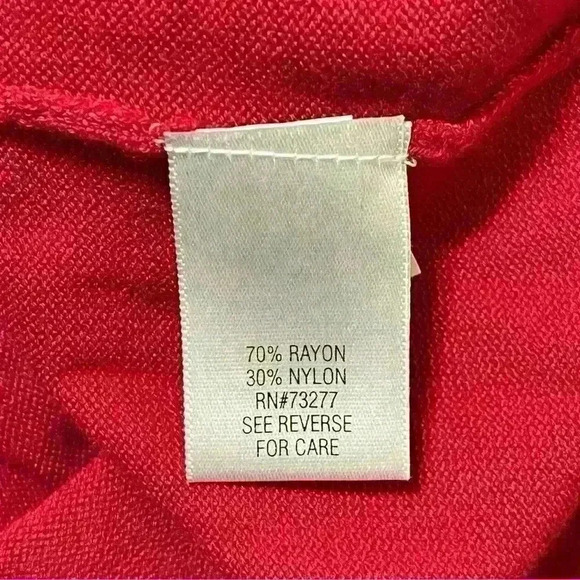 70% RAYON
30% NYLON
RN#73277
SEE REVERSE
FOR CARE